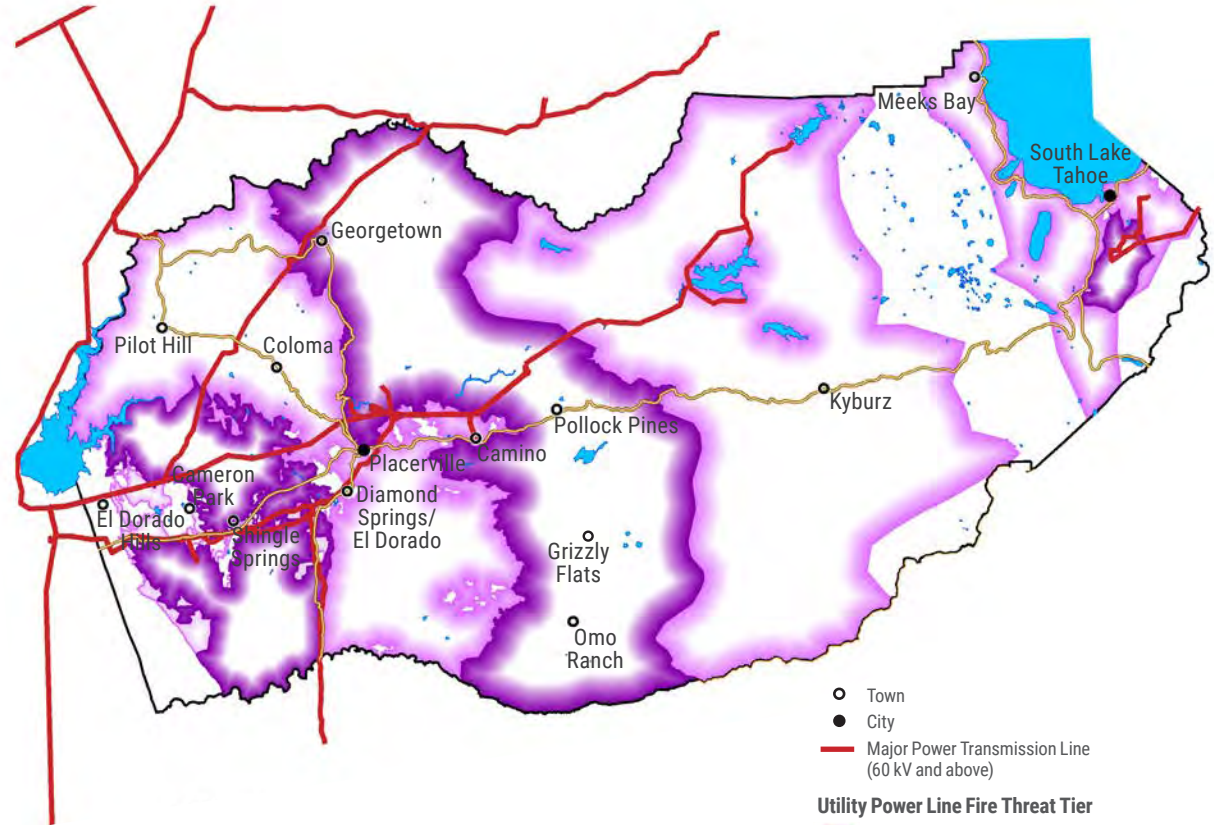 Meeks Bay
South Lake
Tahoe
Georgetown
Pilot Hill
Coloma
Kyburz
Pollock Pines
Camino
Placerville
Cameron
Park
El Dorado
Hills
Shingle
Springs
Diamond
Springs/
El Dorado
Grizzly
Flats
Omo
Ranch
Town
City
Major Power Transmission Line
(60 kV and above)
Utility Power Line Fire Threat Tier